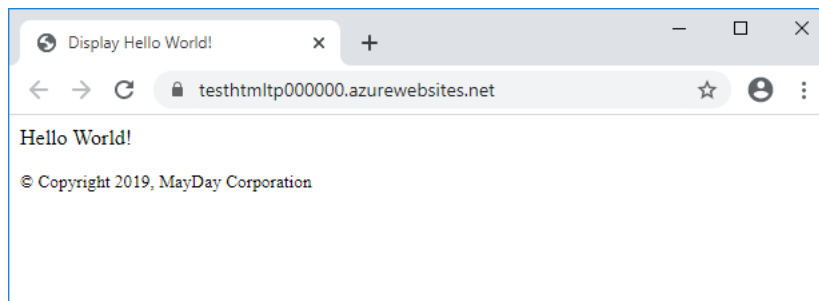 Display Hello World!
testhtmltp000000.azurewebsites.net
Hello World!
© Copyright 2019, MayDay Corporation